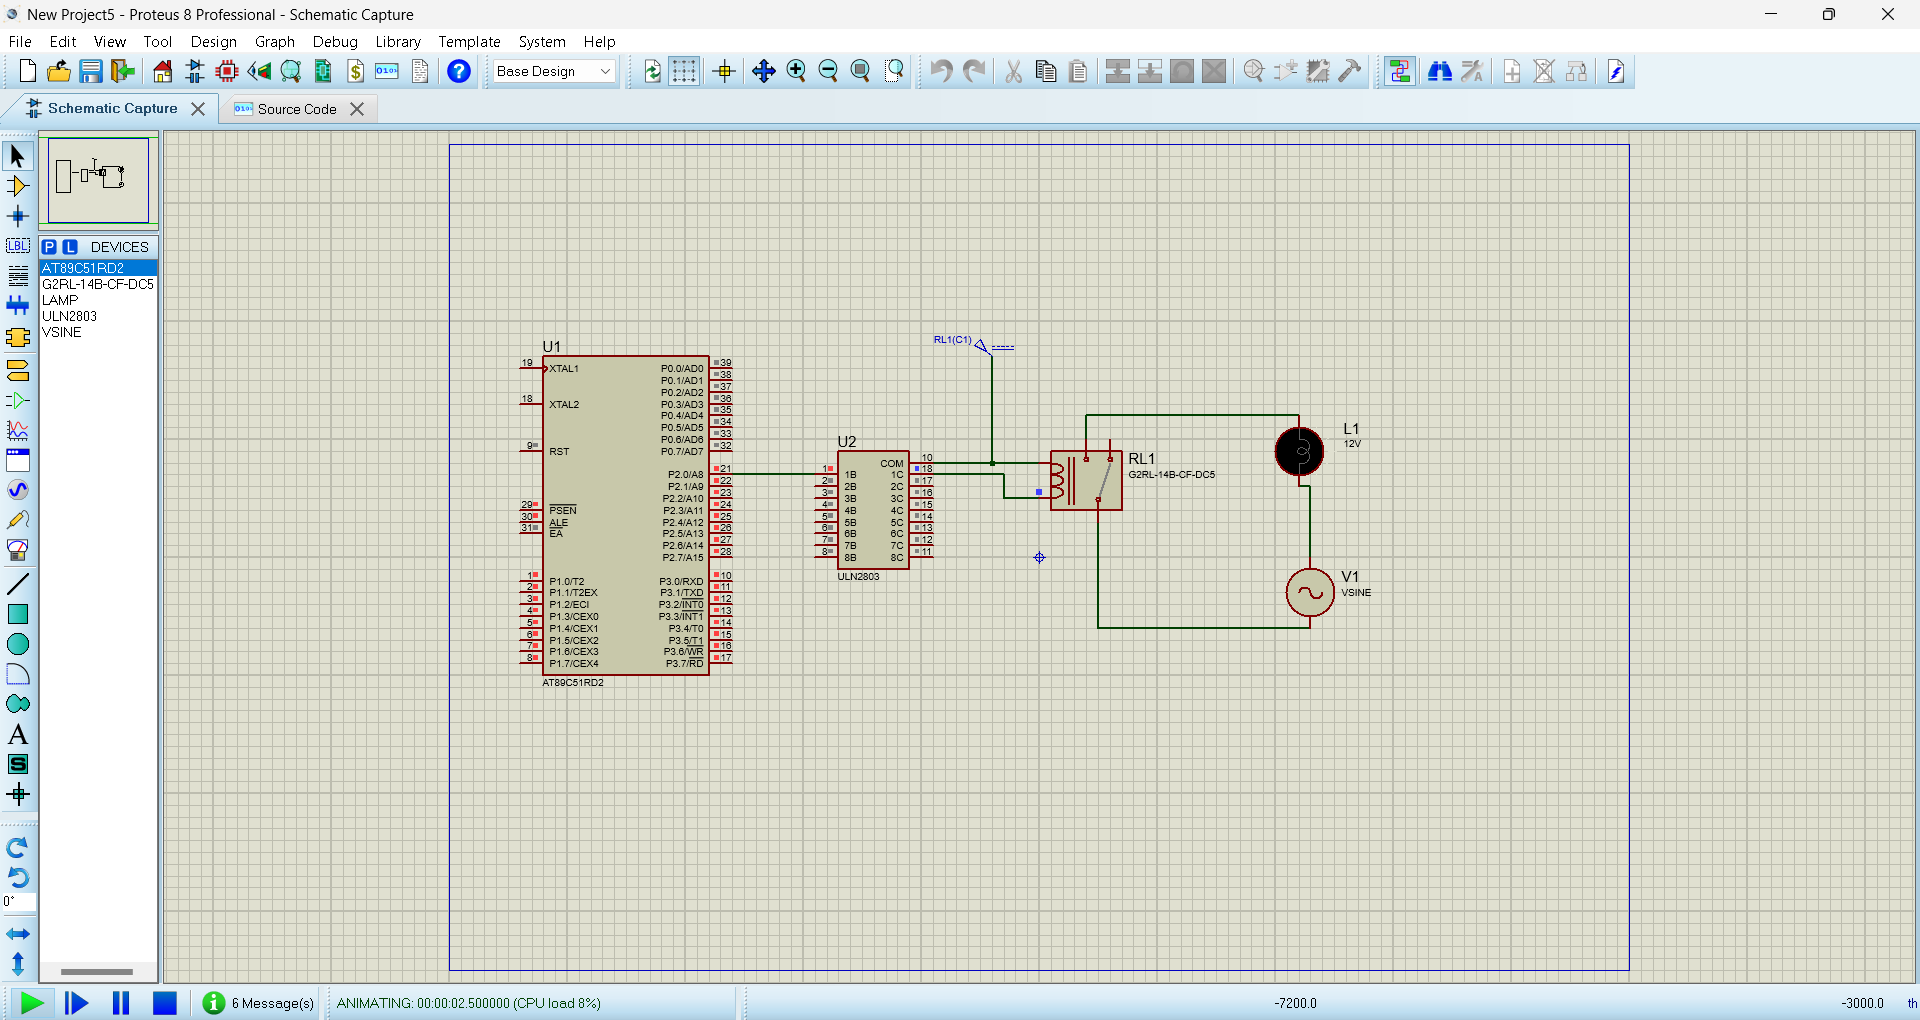 New Project5 - Proteus 8 Professional - Schematic Capture
File Edit View Tool Design Graph Debug Library Template System Help
Base Design
Schematic Capture
Source Code
P L DEVICES
AT89C51RD2
G2RL-14B-CF-DC5
LAMP
ULN2803
VSINE
LBL
A
S
0°
U1
19 XTAL1
18 XTAL2
9 RST
29 PSEN
30 ALE
31 EA
1 P1.0/T2
2 P1.1/T2EX
3 P1.2/ECI
4 P1.3/CEX0
5 P1.4/CEX1
6 P1.5/CEX2
7 P1.6/CEX3
8 P1.7/CEX4
P0.0/AD0 39
P0.1/AD1 38
P0.2/AD2 37
P0.3/AD3 36
P0.4/AD4 35
P0.5/AD5 34
P0.6/AD6 33
P0.7/AD7 32
P2.0/A8 21
P2.1/A9 22
P2.2/A10 23
P2.3/A11 24
P2.4/A12 25
P2.5/A13 26
P2.6/A14 27
P2.7/A15 28
P3.0/RXD 10
P3.1/TXD 11
P3.2/INT0 12
P3.3/INT1 13
P3.4/T0 14
P3.5/T1 15
P3.6/WR 16
P3.7/RD 17
AT89C51RD2
U2
COM 10
1 1B 1C 18
2 2B 2C 17
3 3B 3C 16
4 4B 4C 15
5 5B 5C 14
6 6B 6C 13
7 7B 7C 12
8 8B 8C 11
ULN2803
RL1(C1)
RL1
G2RL-14B-CF-DC5
L1
12V
V1
VSINE
6 Message(s)
ANIMATING: 00:00:02.500000 (CPU load 8%)
-7200.0
-3000.0
th